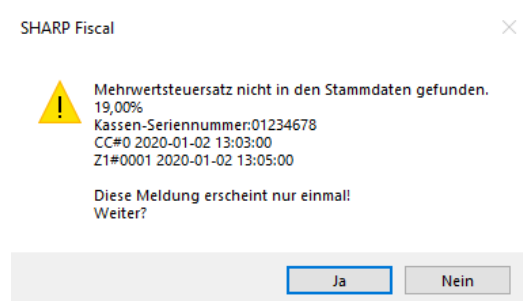 SHARP Fiscal
Mehrwertsteuersatz nicht in den Stammdaten gefunden.
19,00%
Kassen-Seriennummer:01234678
CC#0 2020-01-02 13:03:00
Z1#0001 2020-01-02 13:05:00
Diese Meldung erscheint nur einmal!
Weiter?
Ja
Nein